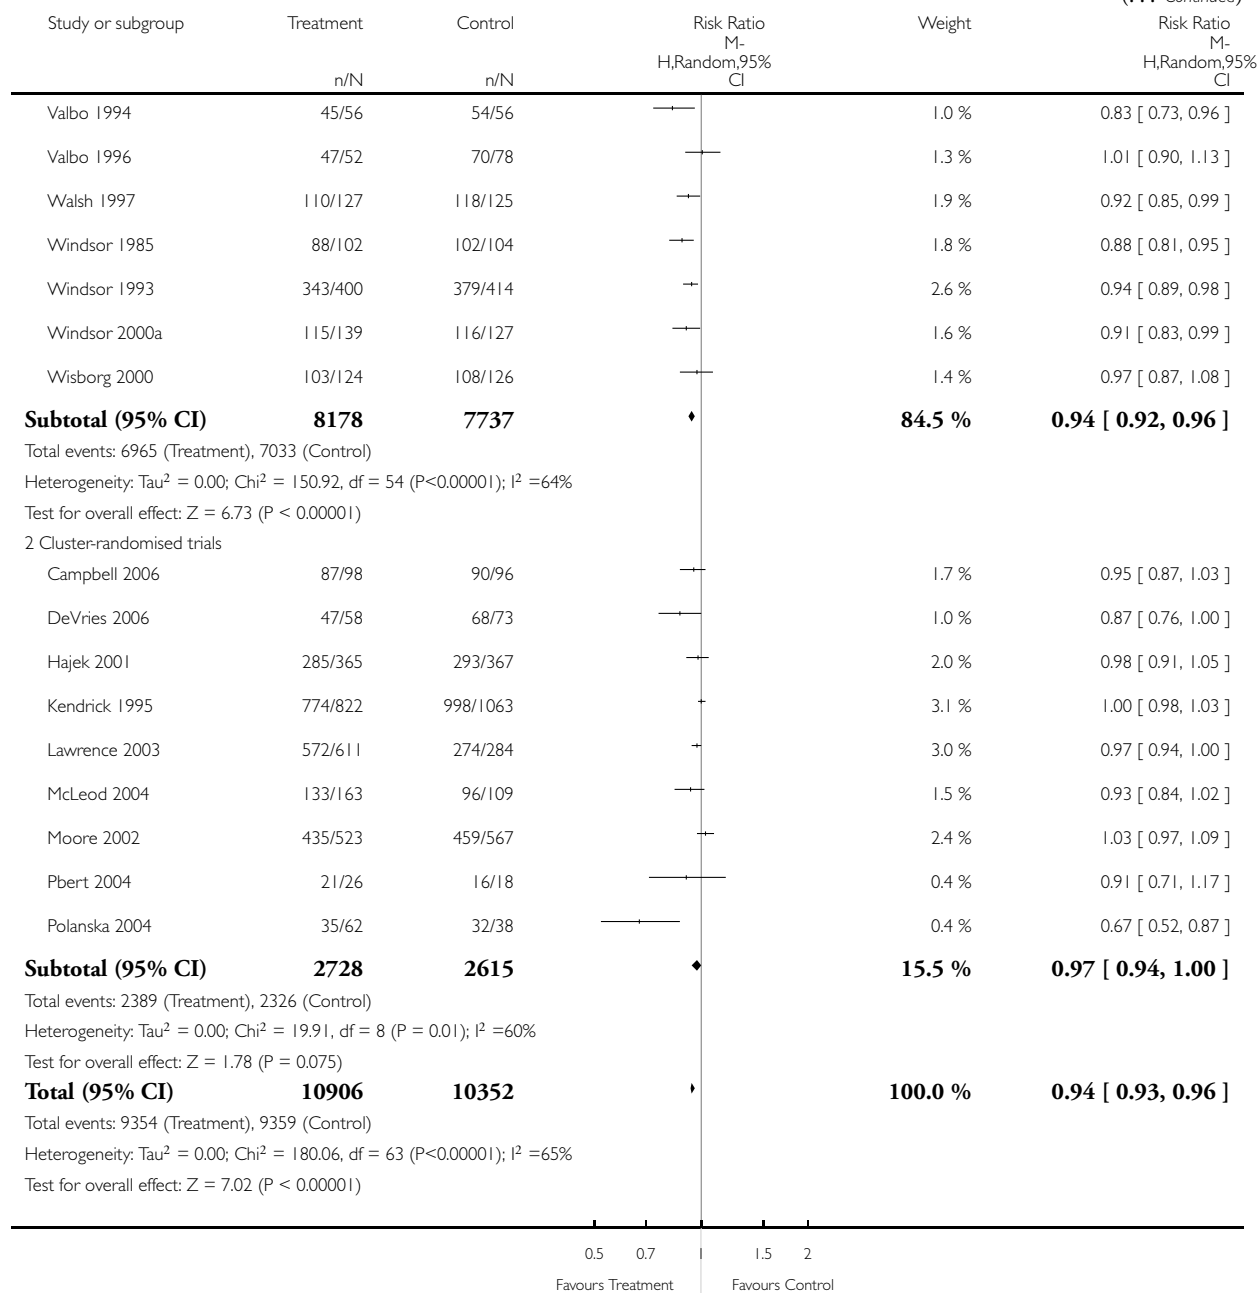 (... Continued)
Study or subgroup Treatment Control Risk Ratio Weight Risk Ratio
M- M-
H,Random,95% H,Random,95%
n/N n/N CI CI
Valbo 1994 45/56 54/56 1.0 % 0.83 [ 0.73, 0.96 ]
Valbo 1996 47/52 70/78 1.3 % 1.01 [ 0.90, 1.13 ]
Walsh 1997 110/127 118/125 1.9 % 0.92 [ 0.85, 0.99 ]
Windsor 1985 88/102 102/104 1.8 % 0.88 [ 0.81, 0.95 ]
Windsor 1993 343/400 379/414 2.6 % 0.94 [ 0.89, 0.98 ]
Windsor 2000a 115/139 116/127 1.6 % 0.91 [ 0.83, 0.99 ]
Wisborg 2000 103/124 108/126 1.4 % 0.97 [ 0.87, 1.08 ]
Subtotal (95% CI) 8178 7737 84.5 % 0.94 [ 0.92, 0.96 ]
Total events: 6965 (Treatment), 7033 (Control)
Heterogeneity: Tau² = 0.00; Chi² = 150.92, df = 54 (P<0.00001); I² =64%
Test for overall effect: Z = 6.73 (P < 0.00001)
2 Cluster-randomised trials
Campbell 2006 87/98 90/96 1.7 % 0.95 [ 0.87, 1.03 ]
DeVries 2006 47/58 68/73 1.0 % 0.87 [ 0.76, 1.00 ]
Hajek 2001 285/365 293/367 2.0 % 0.98 [ 0.91, 1.05 ]
Kendrick 1995 774/822 998/1063 3.1 % 1.00 [ 0.98, 1.03 ]
Lawrence 2003 572/611 274/284 3.0 % 0.97 [ 0.94, 1.00 ]
McLeod 2004 133/163 96/109 1.5 % 0.93 [ 0.84, 1.02 ]
Moore 2002 435/523 459/567 2.4 % 1.03 [ 0.97, 1.09 ]
Pbert 2004 21/26 16/18 0.4 % 0.91 [ 0.71, 1.17 ]
Polanska 2004 35/62 32/38 0.4 % 0.67 [ 0.52, 0.87 ]
Subtotal (95% CI) 2728 2615 15.5 % 0.97 [ 0.94, 1.00 ]
Total events: 2389 (Treatment), 2326 (Control)
Heterogeneity: Tau² = 0.00; Chi² = 19.91, df = 8 (P = 0.01); I² =60%
Test for overall effect: Z = 1.78 (P = 0.075)
Total (95% CI) 10906 10352 100.0 % 0.94 [ 0.93, 0.96 ]
Total events: 9354 (Treatment), 9359 (Control)
Heterogeneity: Tau² = 0.00; Chi² = 180.06, df = 63 (P<0.00001); I² =65%
Test for overall effect: Z = 7.02 (P < 0.00001)
0.5 0.7 1 1.5 2
Favours Treatment Favours Control